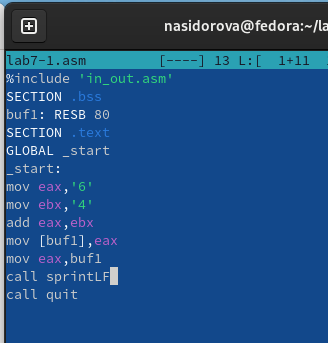 nasidorova@fedora:~/la
lab7-1.asm [----] 13 L:[ 1+11
%include 'in_out.asm'
SECTION .bss
buf1: RESB 80
SECTION .text
GLOBAL _start
_start:
mov eax,'6'
mov ebx,'4'
add eax,ebx
mov [buf1],eax
mov eax,buf1
call sprintLF
call quit